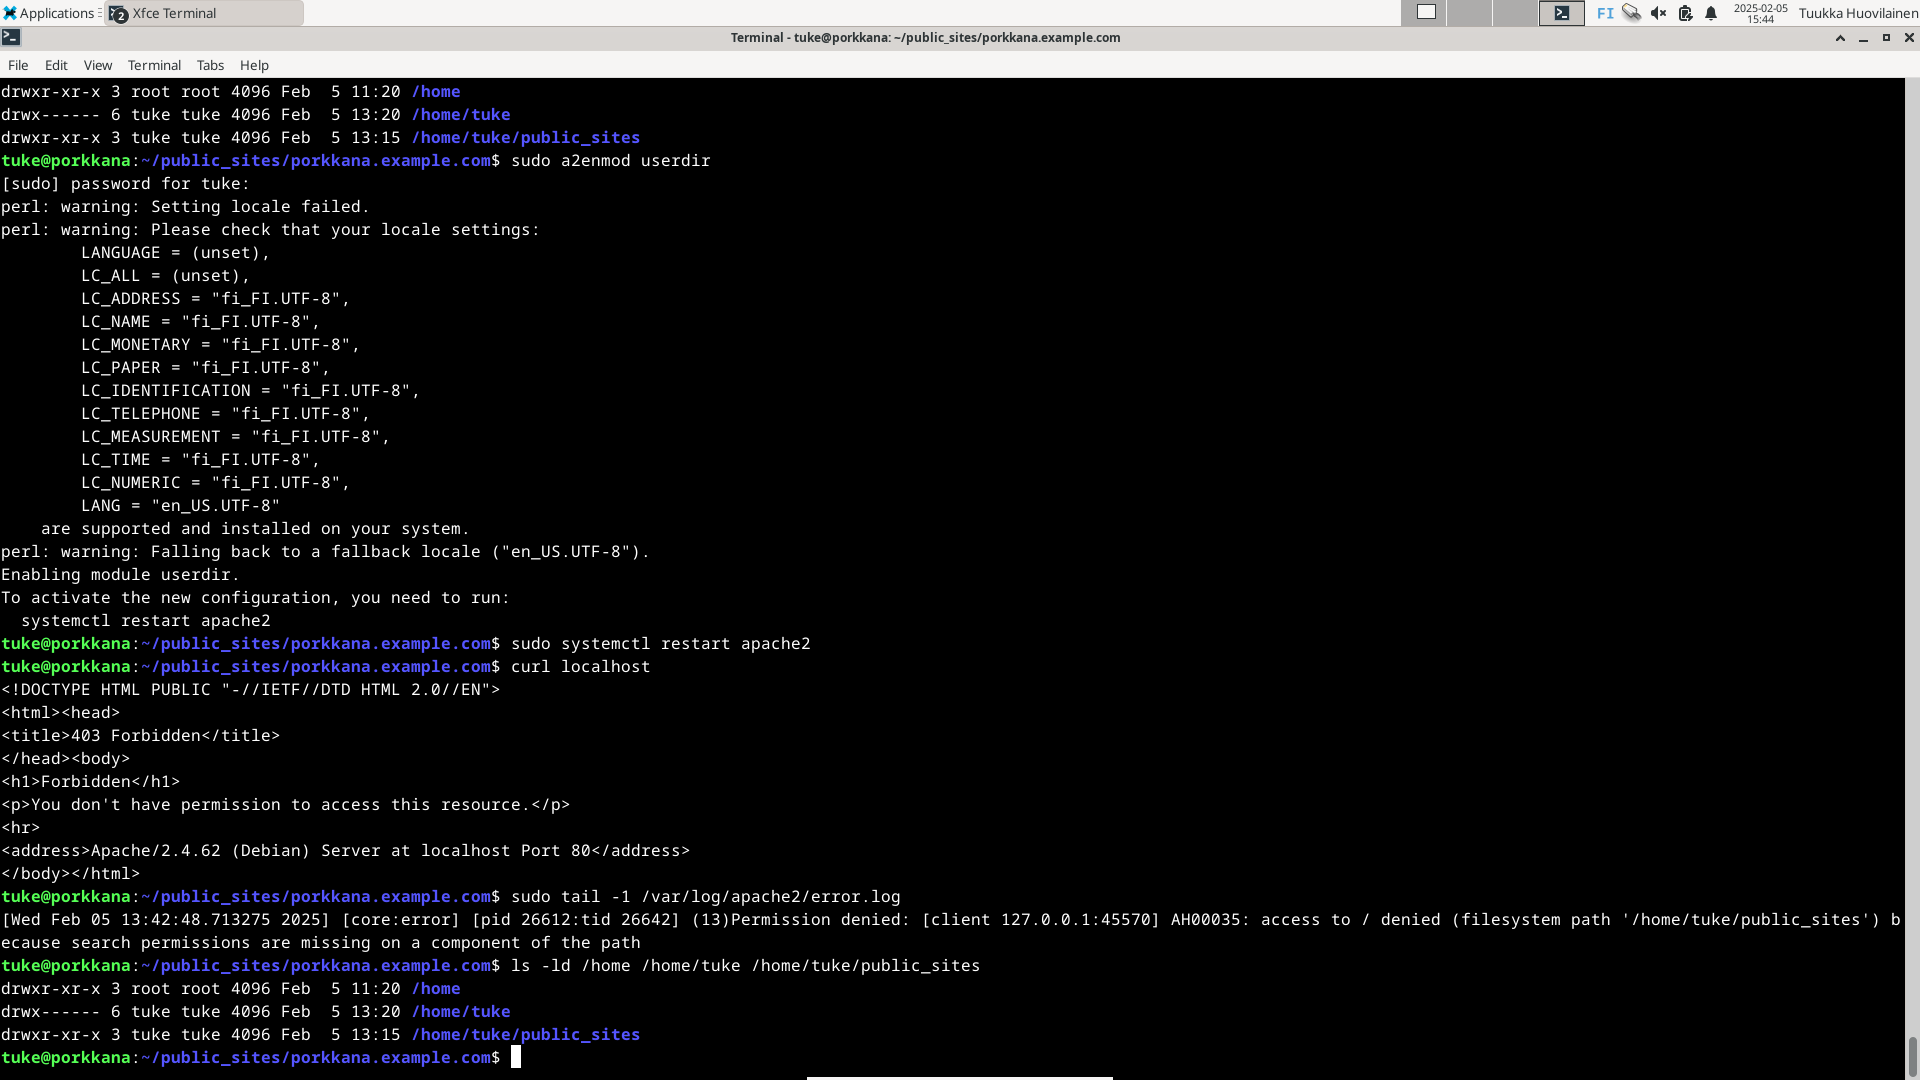 Applications
2 Xfce Terminal
FI
2025-02-05
15:44
Tuukka Huovilainen
Terminal - tuke@porkkana: ~/public_sites/porkkana.example.com
File Edit View Terminal Tabs Help
drwxr-xr-x 3 root root 4096 Feb  5 11:20 /home
drwx------ 6 tuke tuke 4096 Feb  5 13:20 /home/tuke
drwxr-xr-x 3 tuke tuke 4096 Feb  5 13:15 /home/tuke/public_sites
tuke@porkkana:~/public_sites/porkkana.example.com$ sudo a2enmod userdir
[sudo] password for tuke:
perl: warning: Setting locale failed.
perl: warning: Please check that your locale settings:
        LANGUAGE = (unset),
        LC_ALL = (unset),
        LC_ADDRESS = "fi_FI.UTF-8",
        LC_NAME = "fi_FI.UTF-8",
        LC_MONETARY = "fi_FI.UTF-8",
        LC_PAPER = "fi_FI.UTF-8",
        LC_IDENTIFICATION = "fi_FI.UTF-8",
        LC_TELEPHONE = "fi_FI.UTF-8",
        LC_MEASUREMENT = "fi_FI.UTF-8",
        LC_TIME = "fi_FI.UTF-8",
        LC_NUMERIC = "fi_FI.UTF-8",
        LANG = "en_US.UTF-8"
    are supported and installed on your system.
perl: warning: Falling back to a fallback locale ("en_US.UTF-8").
Enabling module userdir.
To activate the new configuration, you need to run:
  systemctl restart apache2
tuke@porkkana:~/public_sites/porkkana.example.com$ sudo systemctl restart apache2
tuke@porkkana:~/public_sites/porkkana.example.com$ curl localhost
<!DOCTYPE HTML PUBLIC "-//IETF//DTD HTML 2.0//EN">
<html><head>
<title>403 Forbidden</title>
</head><body>
<h1>Forbidden</h1>
<p>You don't have permission to access this resource.</p>
<hr>
<address>Apache/2.4.62 (Debian) Server at localhost Port 80</address>
</body></html>
tuke@porkkana:~/public_sites/porkkana.example.com$ sudo tail -1 /var/log/apache2/error.log
[Wed Feb 05 13:42:48.713275 2025] [core:error] [pid 26612:tid 26642] (13)Permission denied: [client 127.0.0.1:45570] AH00035: access to / denied (filesystem path '/home/tuke/public_sites') b
ecause search permissions are missing on a component of the path
tuke@porkkana:~/public_sites/porkkana.example.com$ ls -ld /home /home/tuke /home/tuke/public_sites
drwxr-xr-x 3 root root 4096 Feb  5 11:20 /home
drwx------ 6 tuke tuke 4096 Feb  5 13:20 /home/tuke
drwxr-xr-x 3 tuke tuke 4096 Feb  5 13:15 /home/tuke/public_sites
tuke@porkkana:~/public_sites/porkkana.example.com$